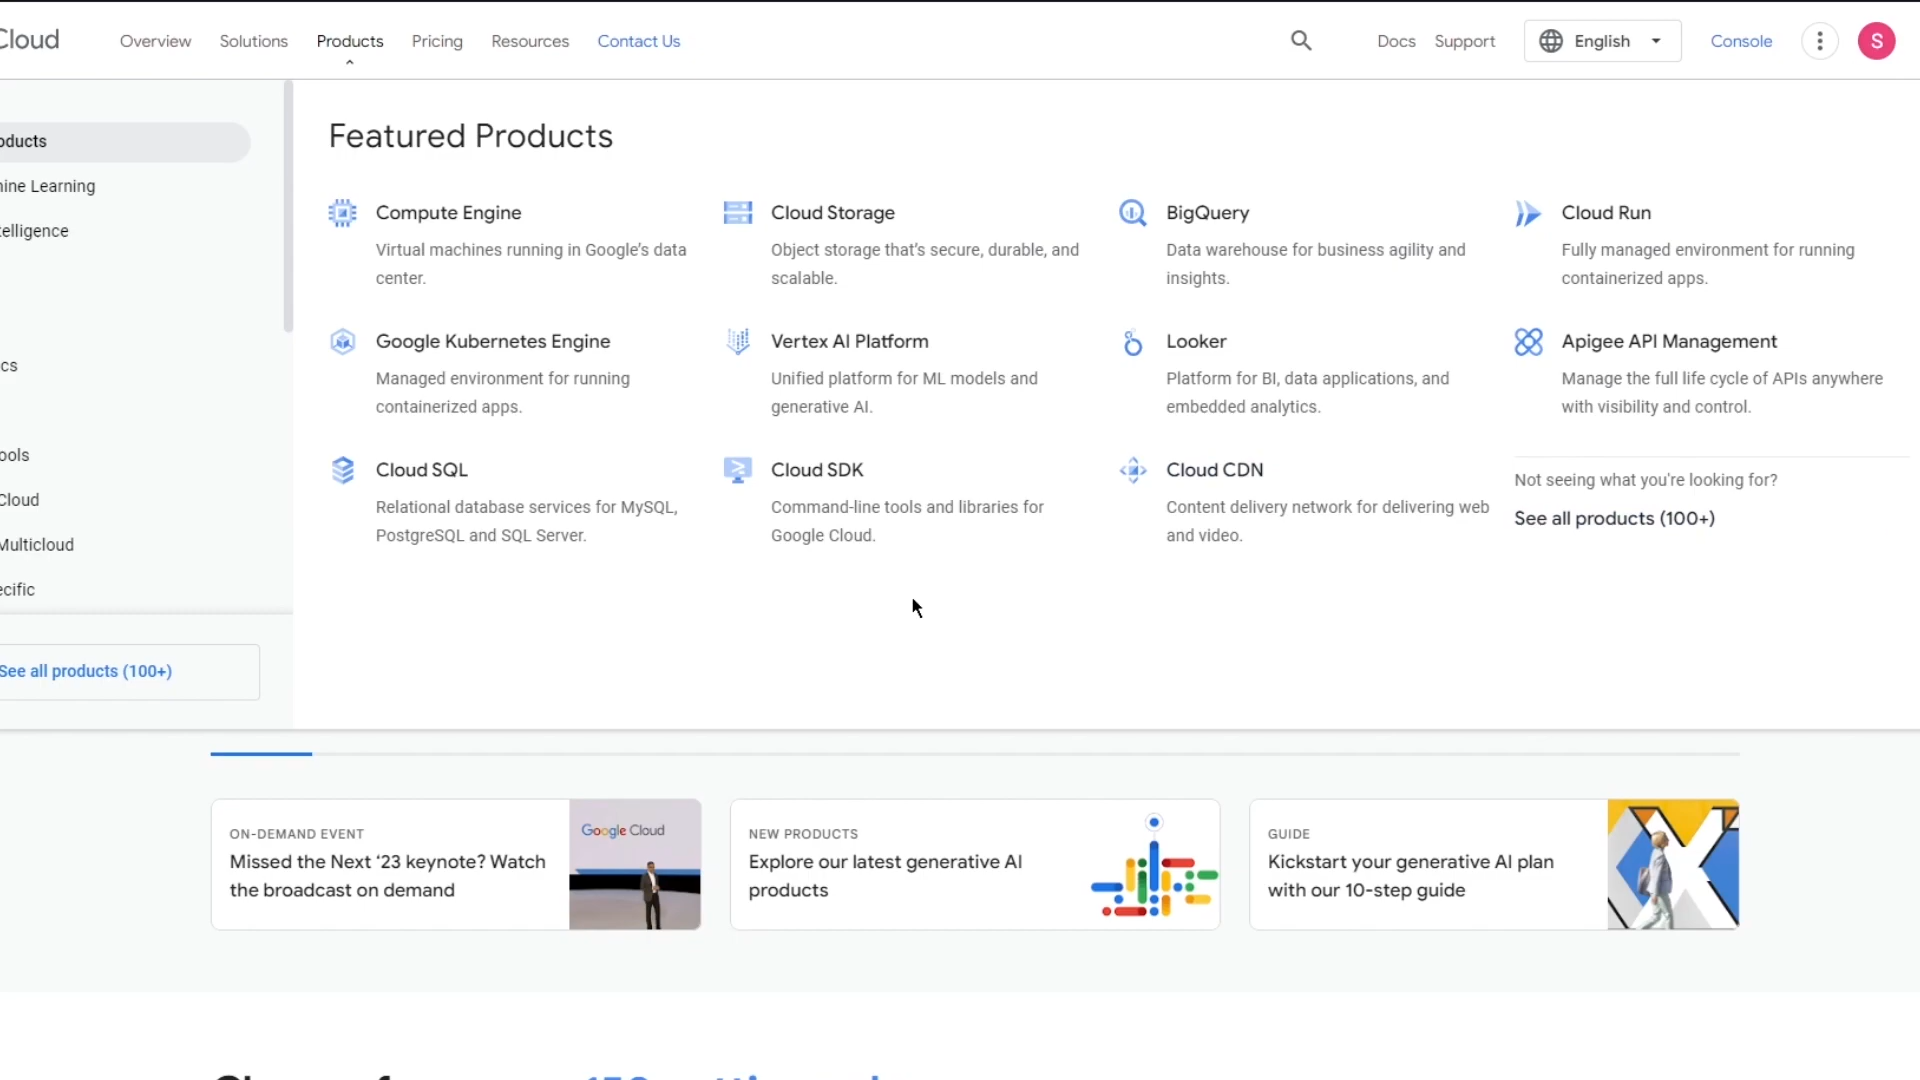 Cloud
Overview Solutions Products Pricing Resources Contact Us Docs Support English Console S
oducts
ine Learning
elligence
cs
ools
Cloud
Multicloud
ecific
See all products (100+)
Featured Products
Compute Engine
Virtual machines running in Google's data
center.
Cloud Storage
Object storage that's secure, durable, and
scalable.
BigQuery
Data warehouse for business agility and
insights.
Cloud Run
Fully managed environment for running
containerized apps.
Google Kubernetes Engine
Managed environment for running
containerized apps.
Vertex AI Platform
Unified platform for ML models and
generative AI.
Looker
Platform for BI, data applications, and
embedded analytics.
Apigee API Management
Manage the full life cycle of APIs anywhere
with visibility and control.
Cloud SQL
Relational database services for MySQL,
PostgreSQL and SQL Server.
Cloud SDK
Command-line tools and libraries for
Google Cloud.
Cloud CDN
Content delivery network for delivering web
and video.
Not seeing what you're looking for?
See all products (100+)
ON-DEMAND EVENT
Missed the Next ‘23 keynote? Watch
the broadcast on demand
Google Cloud
NEW PRODUCTS
Explore our latest generative AI
products
GUIDE
Kickstart your generative AI plan
with our 10-step guide